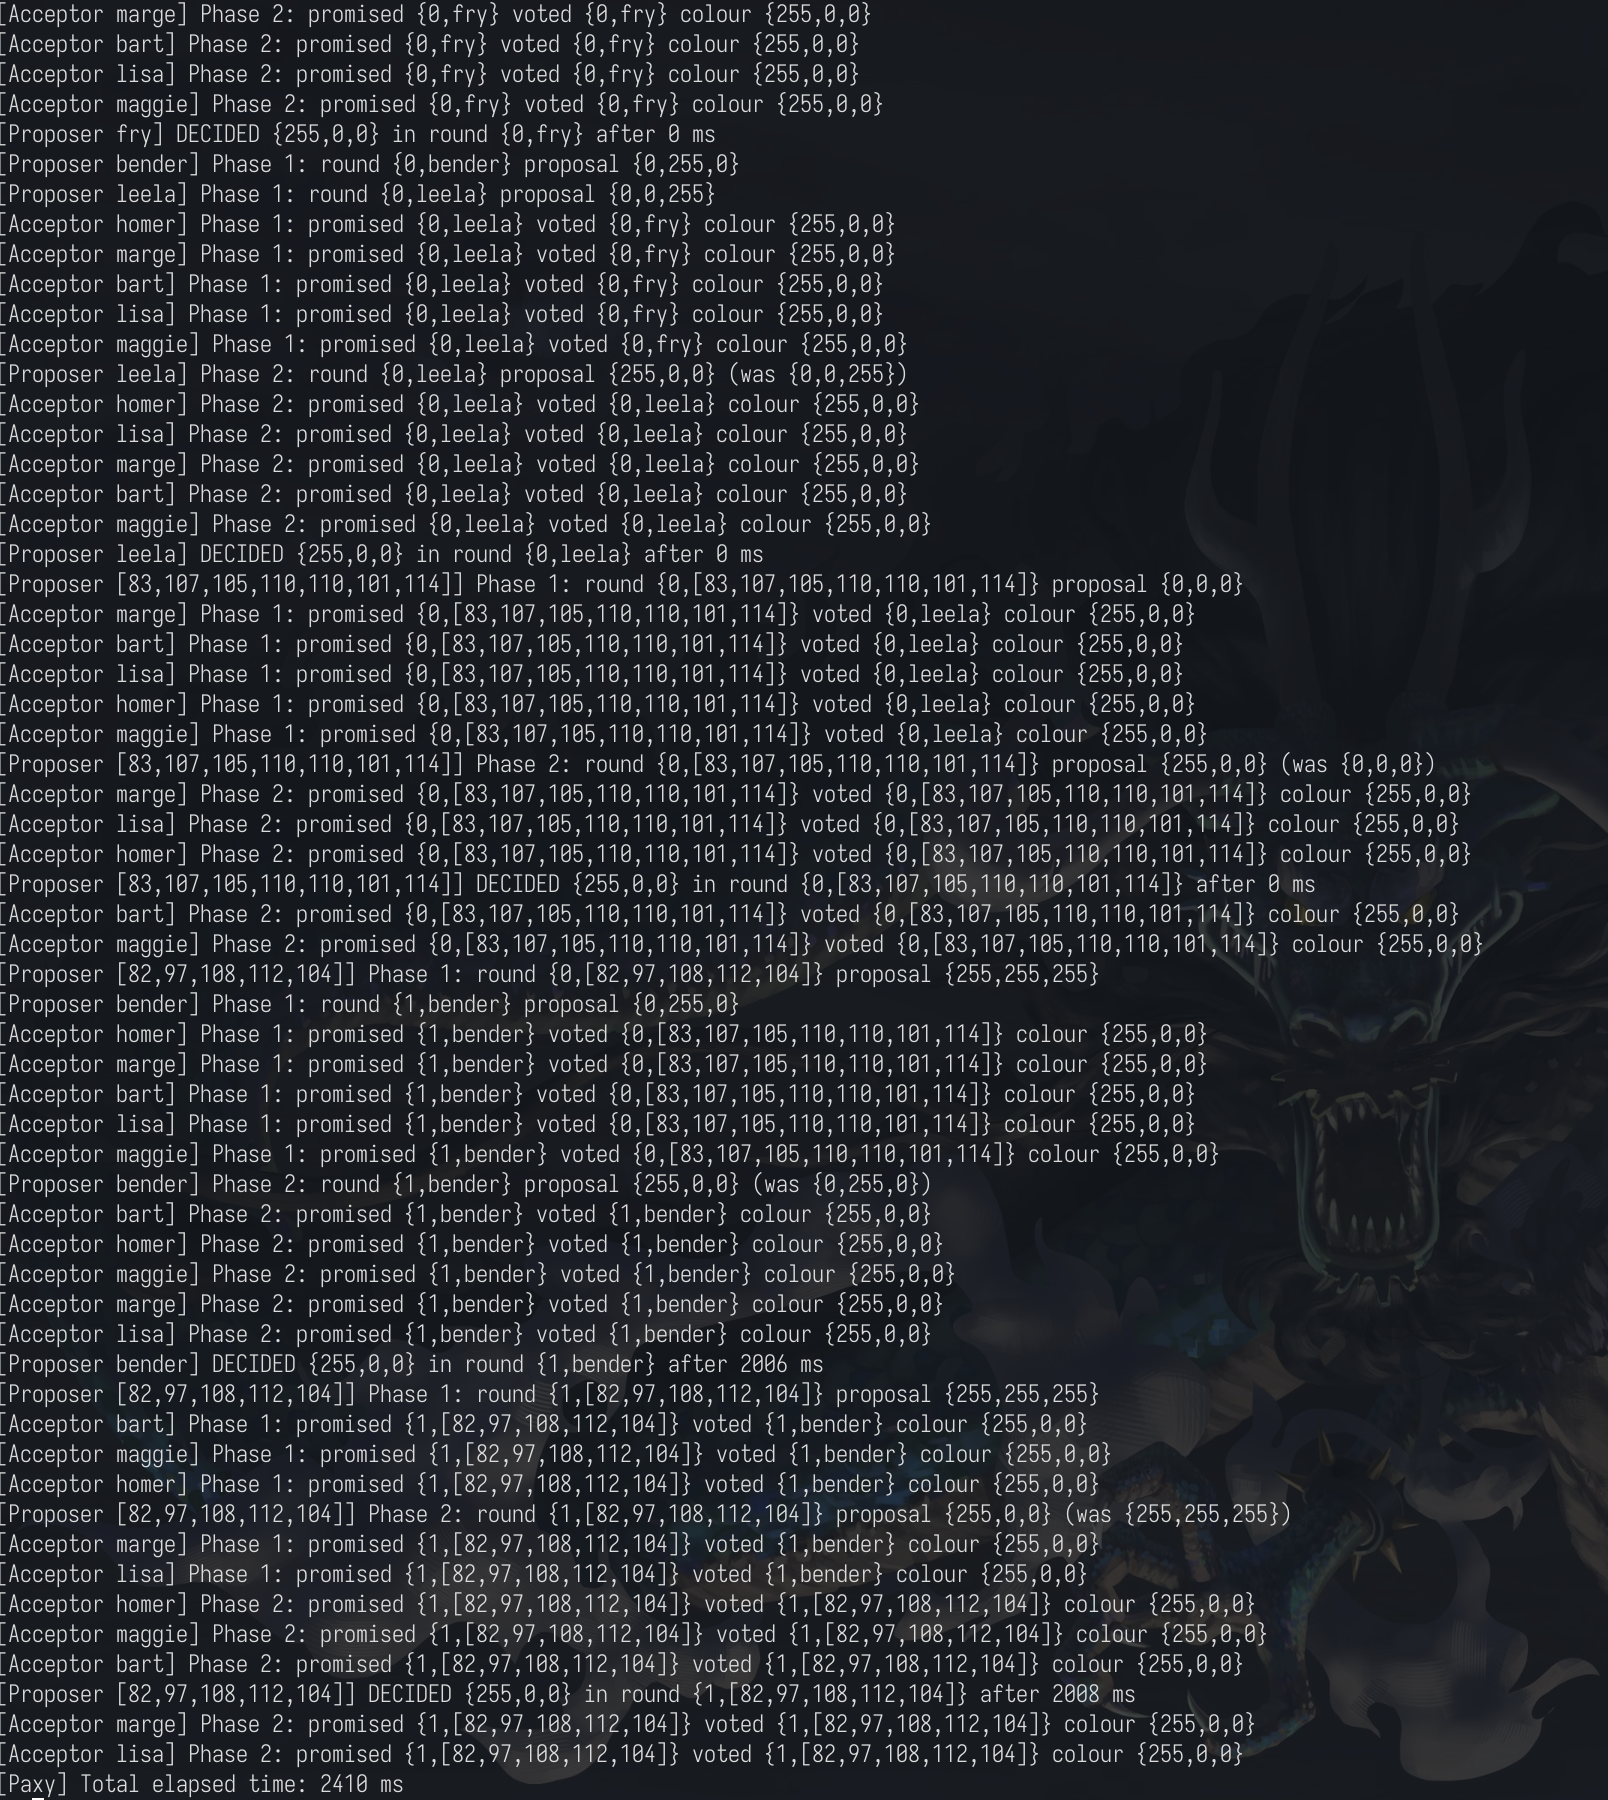 [Acceptor marge] Phase 2: promised {0,fry} voted {0,fry} colour {255,0,0}
[Acceptor bart] Phase 2: promised {0,fry} voted {0,fry} colour {255,0,0}
[Acceptor lisa] Phase 2: promised {0,fry} voted {0,fry} colour {255,0,0}
[Acceptor maggie] Phase 2: promised {0,fry} voted {0,fry} colour {255,0,0}
[Proposer fry] DECIDED {255,0,0} in round {0,fry} after 0 ms
[Proposer bender] Phase 1: round {0,bender} proposal {0,255,0}
[Proposer leela] Phase 1: round {0,leela} proposal {0,0,255}
[Acceptor homer] Phase 1: promised {0,leela} voted {0,fry} colour {255,0,0}
[Acceptor marge] Phase 1: promised {0,leela} voted {0,fry} colour {255,0,0}
[Acceptor bart] Phase 1: promised {0,leela} voted {0,fry} colour {255,0,0}
[Acceptor lisa] Phase 1: promised {0,leela} voted {0,fry} colour {255,0,0}
[Acceptor maggie] Phase 1: promised {0,leela} voted {0,fry} colour {255,0,0}
[Proposer leela] Phase 2: round {0,leela} proposal {255,0,0} (was {0,0,255})
[Acceptor homer] Phase 2: promised {0,leela} voted {0,leela} colour {255,0,0}
[Acceptor lisa] Phase 2: promised {0,leela} voted {0,leela} colour {255,0,0}
[Acceptor marge] Phase 2: promised {0,leela} voted {0,leela} colour {255,0,0}
[Acceptor bart] Phase 2: promised {0,leela} voted {0,leela} colour {255,0,0}
[Acceptor maggie] Phase 2: promised {0,leela} voted {0,leela} colour {255,0,0}
[Proposer leela] DECIDED {255,0,0} in round {0,leela} after 0 ms
[Proposer [83,107,105,110,110,101,114]] Phase 1: round {0,[83,107,105,110,110,101,114]} proposal {0,0,0}
[Acceptor marge] Phase 1: promised {0,[83,107,105,110,110,101,114]} voted {0,leela} colour {255,0,0}
[Acceptor bart] Phase 1: promised {0,[83,107,105,110,110,101,114]} voted {0,leela} colour {255,0,0}
[Acceptor lisa] Phase 1: promised {0,[83,107,105,110,110,101,114]} voted {0,leela} colour {255,0,0}
[Acceptor homer] Phase 1: promised {0,[83,107,105,110,110,101,114]} voted {0,leela} colour {255,0,0}
[Acceptor maggie] Phase 1: promised {0,[83,107,105,110,110,101,114]} voted {0,leela} colour {255,0,0}
[Proposer [83,107,105,110,110,101,114]] Phase 2: round {0,[83,107,105,110,110,101,114]} proposal {255,0,0} (was {0,0,0})
[Acceptor marge] Phase 2: promised {0,[83,107,105,110,110,101,114]} voted {0,[83,107,105,110,110,101,114]} colour {255,0,0}
[Acceptor lisa] Phase 2: promised {0,[83,107,105,110,110,101,114]} voted {0,[83,107,105,110,110,101,114]} colour {255,0,0}
[Acceptor homer] Phase 2: promised {0,[83,107,105,110,110,101,114]} voted {0,[83,107,105,110,110,101,114]} colour {255,0,0}
[Proposer [83,107,105,110,110,101,114]] DECIDED {255,0,0} in round {0,[83,107,105,110,110,101,114]} after 0 ms
[Acceptor bart] Phase 2: promised {0,[83,107,105,110,110,101,114]} voted {0,[83,107,105,110,110,101,114]} colour {255,0,0}
[Acceptor maggie] Phase 2: promised {0,[83,107,105,110,110,101,114]} voted {0,[83,107,105,110,110,101,114]} colour {255,0,0}
[Proposer [82,97,108,112,104]] Phase 1: round {0,[82,97,108,112,104]} proposal {255,255,255}
[Proposer bender] Phase 1: round {1,bender} proposal {0,255,0}
[Acceptor homer] Phase 1: promised {1,bender} voted {0,[83,107,105,110,110,101,114]} colour {255,0,0}
[Acceptor marge] Phase 1: promised {1,bender} voted {0,[83,107,105,110,110,101,114]} colour {255,0,0}
[Acceptor bart] Phase 1: promised {1,bender} voted {0,[83,107,105,110,110,101,114]} colour {255,0,0}
[Acceptor lisa] Phase 1: promised {1,bender} voted {0,[83,107,105,110,110,101,114]} colour {255,0,0}
[Acceptor maggie] Phase 1: promised {1,bender} voted {0,[83,107,105,110,110,101,114]} colour {255,0,0}
[Proposer bender] Phase 2: round {1,bender} proposal {255,0,0} (was {0,255,0})
[Acceptor bart] Phase 2: promised {1,bender} voted {1,bender} colour {255,0,0}
[Acceptor homer] Phase 2: promised {1,bender} voted {1,bender} colour {255,0,0}
[Acceptor maggie] Phase 2: promised {1,bender} voted {1,bender} colour {255,0,0}
[Acceptor marge] Phase 2: promised {1,bender} voted {1,bender} colour {255,0,0}
[Acceptor lisa] Phase 2: promised {1,bender} voted {1,bender} colour {255,0,0}
[Proposer bender] DECIDED {255,0,0} in round {1,bender} after 2006 ms
[Proposer [82,97,108,112,104]] Phase 1: round {1,[82,97,108,112,104]} proposal {255,255,255}
[Acceptor bart] Phase 1: promised {1,[82,97,108,112,104]} voted {1,bender} colour {255,0,0}
[Acceptor maggie] Phase 1: promised {1,[82,97,108,112,104]} voted {1,bender} colour {255,0,0}
[Acceptor homer] Phase 1: promised {1,[82,97,108,112,104]} voted {1,bender} colour {255,0,0}
[Proposer [82,97,108,112,104]] Phase 2: round {1,[82,97,108,112,104]} proposal {255,0,0} (was {255,255,255})
[Acceptor marge] Phase 1: promised {1,[82,97,108,112,104]} voted {1,bender} colour {255,0,0}
[Acceptor lisa] Phase 1: promised {1,[82,97,108,112,104]} voted {1,bender} colour {255,0,0}
[Acceptor homer] Phase 2: promised {1,[82,97,108,112,104]} voted {1,[82,97,108,112,104]} colour {255,0,0}
[Acceptor maggie] Phase 2: promised {1,[82,97,108,112,104]} voted {1,[82,97,108,112,104]} colour {255,0,0}
[Acceptor bart] Phase 2: promised {1,[82,97,108,112,104]} voted {1,[82,97,108,112,104]} colour {255,0,0}
[Proposer [82,97,108,112,104]] DECIDED {255,0,0} in round {1,[82,97,108,112,104]} after 2008 ms
[Acceptor marge] Phase 2: promised {1,[82,97,108,112,104]} voted {1,[82,97,108,112,104]} colour {255,0,0}
[Acceptor lisa] Phase 2: promised {1,[82,97,108,112,104]} voted {1,[82,97,108,112,104]} colour {255,0,0}
[Paxy] Total elapsed time: 2410 ms